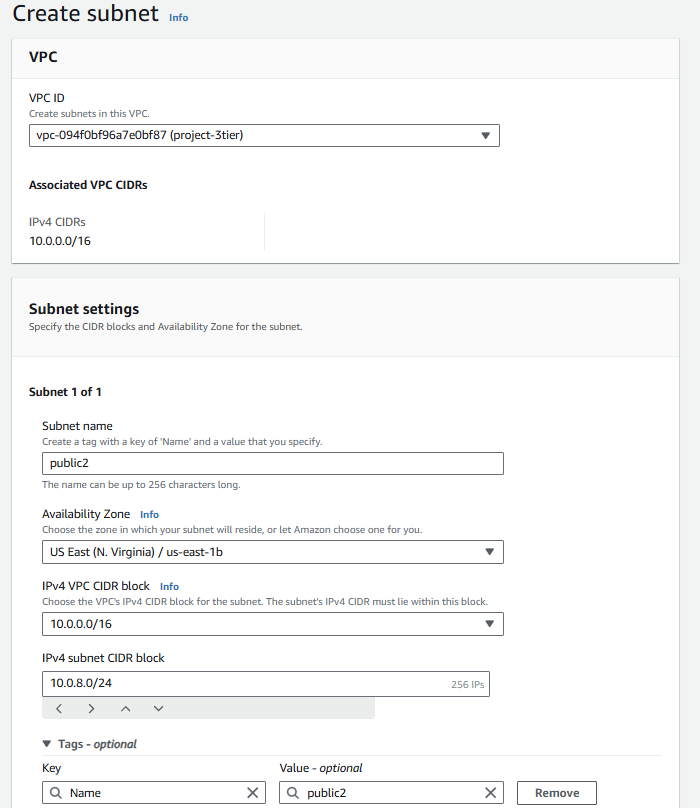 Create subnet Info
VPC
VPC ID
Create subnets in this VPC.
vpc-094f0bf96a7e0bf87 (project-3tier)
Associated VPC CIDRs
IPv4 CIDRs
10.0.0.0/16
Subnet settings
Specify the CIDR blocks and Availability Zone for the subnet.
Subnet 1 of 1
Subnet name
Create a tag with a key of 'Name' and a value that you specify.
public2
The name can be up to 256 characters long.
Availability Zone Info
Choose the zone in which your subnet will reside, or let Amazon choose one for you.
US East (N. Virginia) / us-east-1b
IPv4 VPC CIDR block Info
Choose the VPC's IPv4 CIDR block for the subnet. The subnet's IPv4 CIDR must lie within this block.
10.0.0.0/16
IPv4 subnet CIDR block
10.0.8.0/24 256 IPs
Tags - optional
Key Value - optional
Name public2 Remove